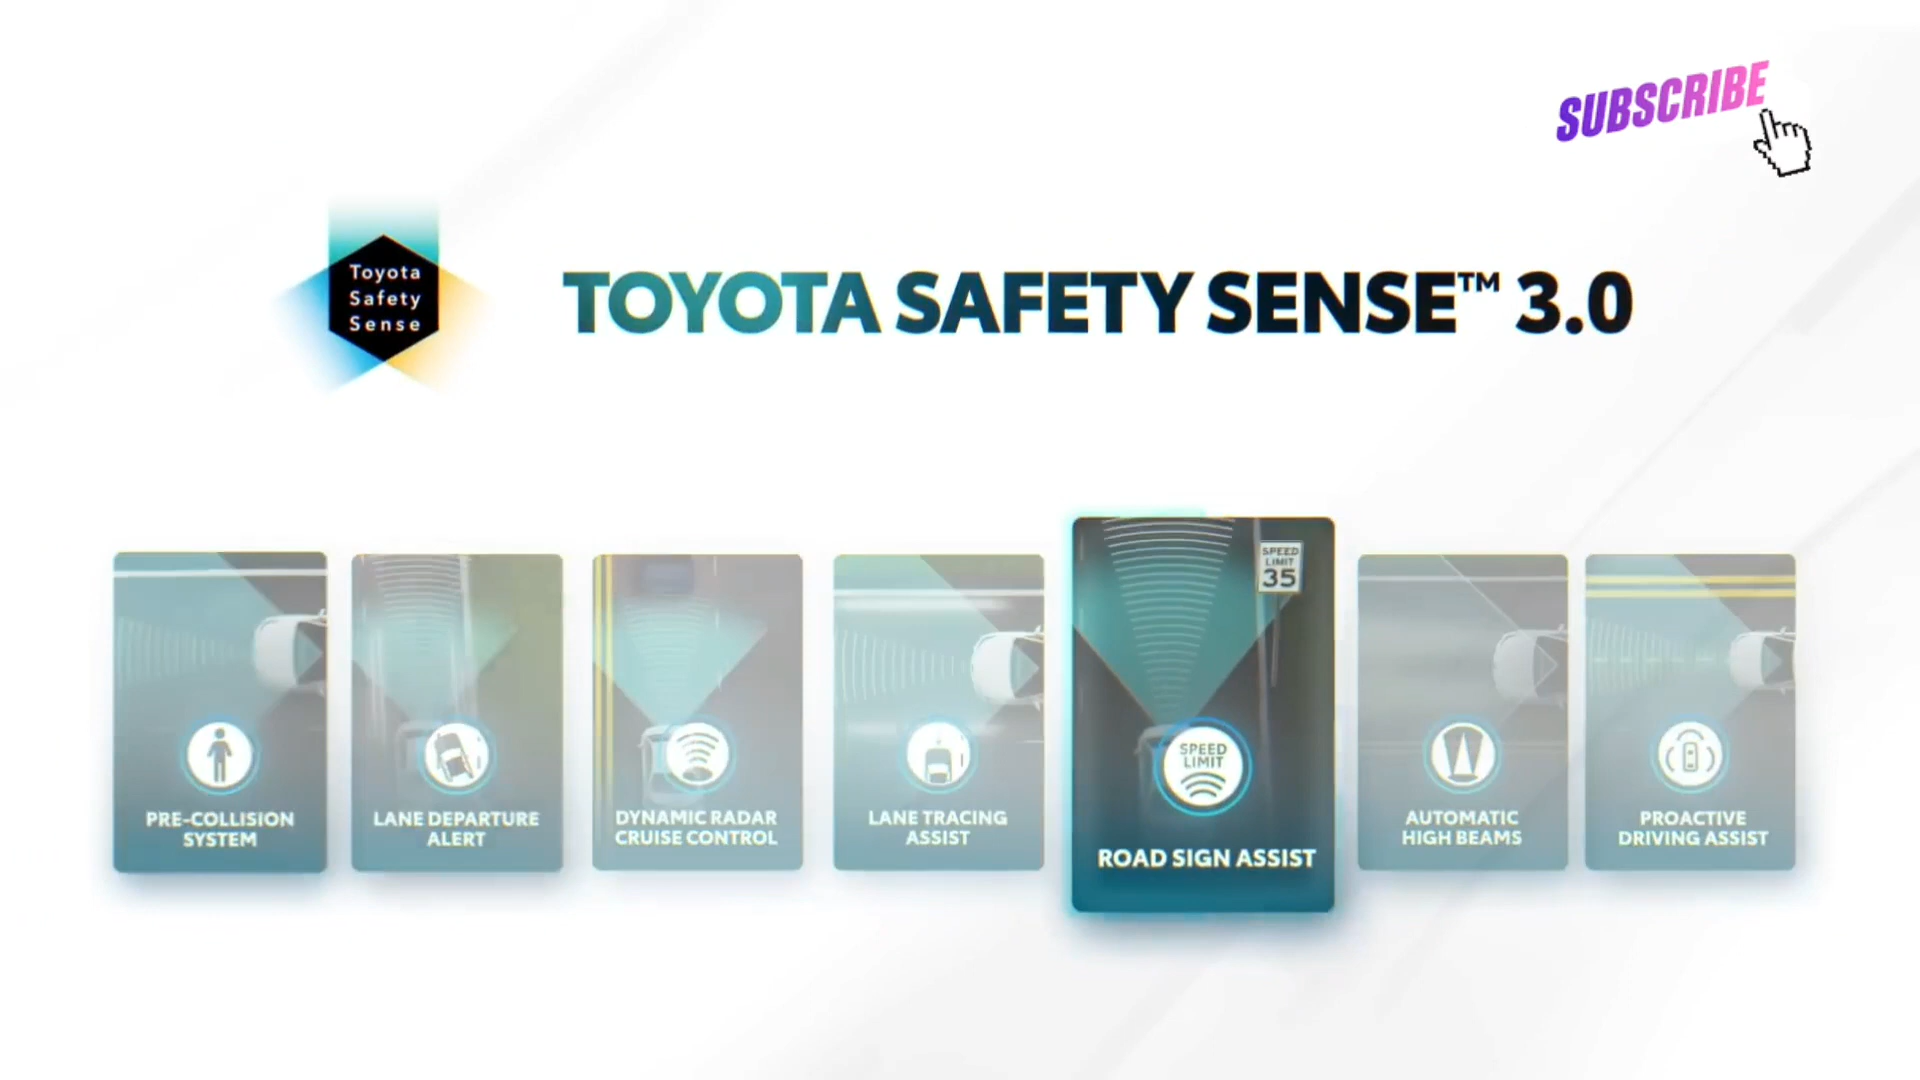 SUBSCRIBE
Toyota
Safety
Sense
TOYOTA SAFETY SENSE™ 3.0
PRE-COLLISION
SYSTEM
LANE DEPARTURE
ALERT
DYNAMIC RADAR
CRUISE CONTROL
LANE TRACING
ASSIST
SPEED
LIMIT
35
SPEED
LIMIT
ROAD SIGN ASSIST
AUTOMATIC
HIGH BEAMS
PROACTIVE
DRIVING ASSIST